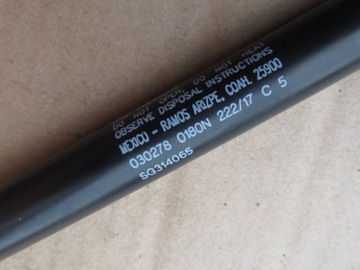 DO NOT OPEN, DO NOT HEAT
OBSERVE DISPOSAL INSTRUCTIONS
MEXICO - RAMOS ARIZPE, COAH. 25900
030278 0180N 222/17 C 5
SG314065